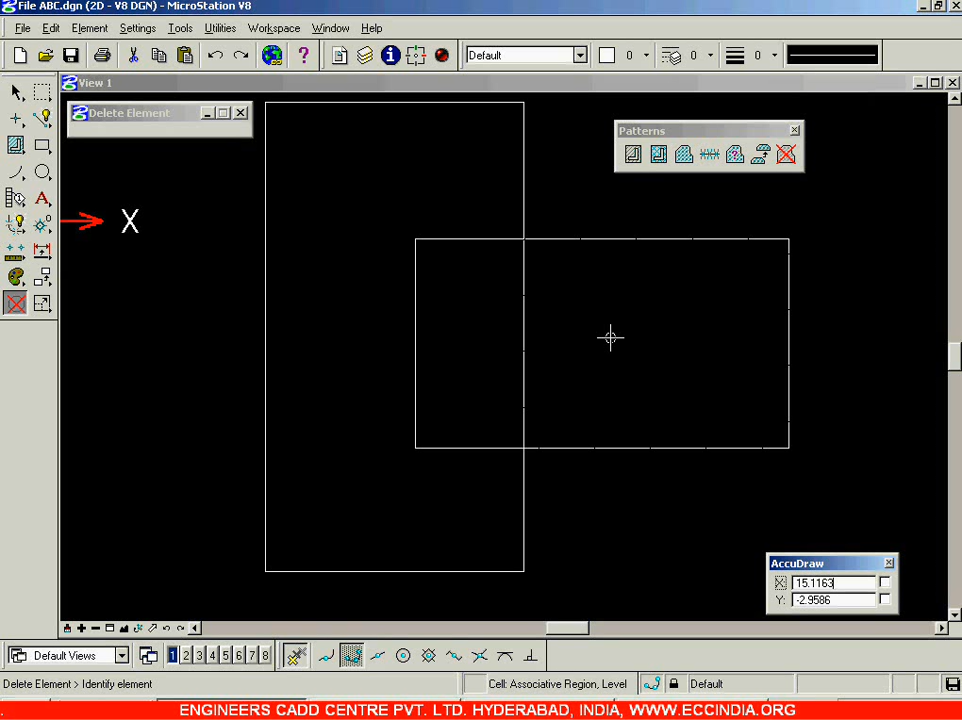 File ABC.dgn (2D - V8 DGN) - MicroStation V8
File Edit Element Settings Tools Utilities Workspace Window Help
Default 0 0 0
View 1
Delete Element
Patterns
X
AccuDraw
X: 15.1163
Y: -2.9586
Default Views 1 2 3 4 5 6 7 8
Delete Element > Identify element Cell: Associative Region, Level Default
ENGINEERS CADD CENTRE PVT. LTD. HYDERABAD, INDIA, WWW.ECCINDIA.ORG